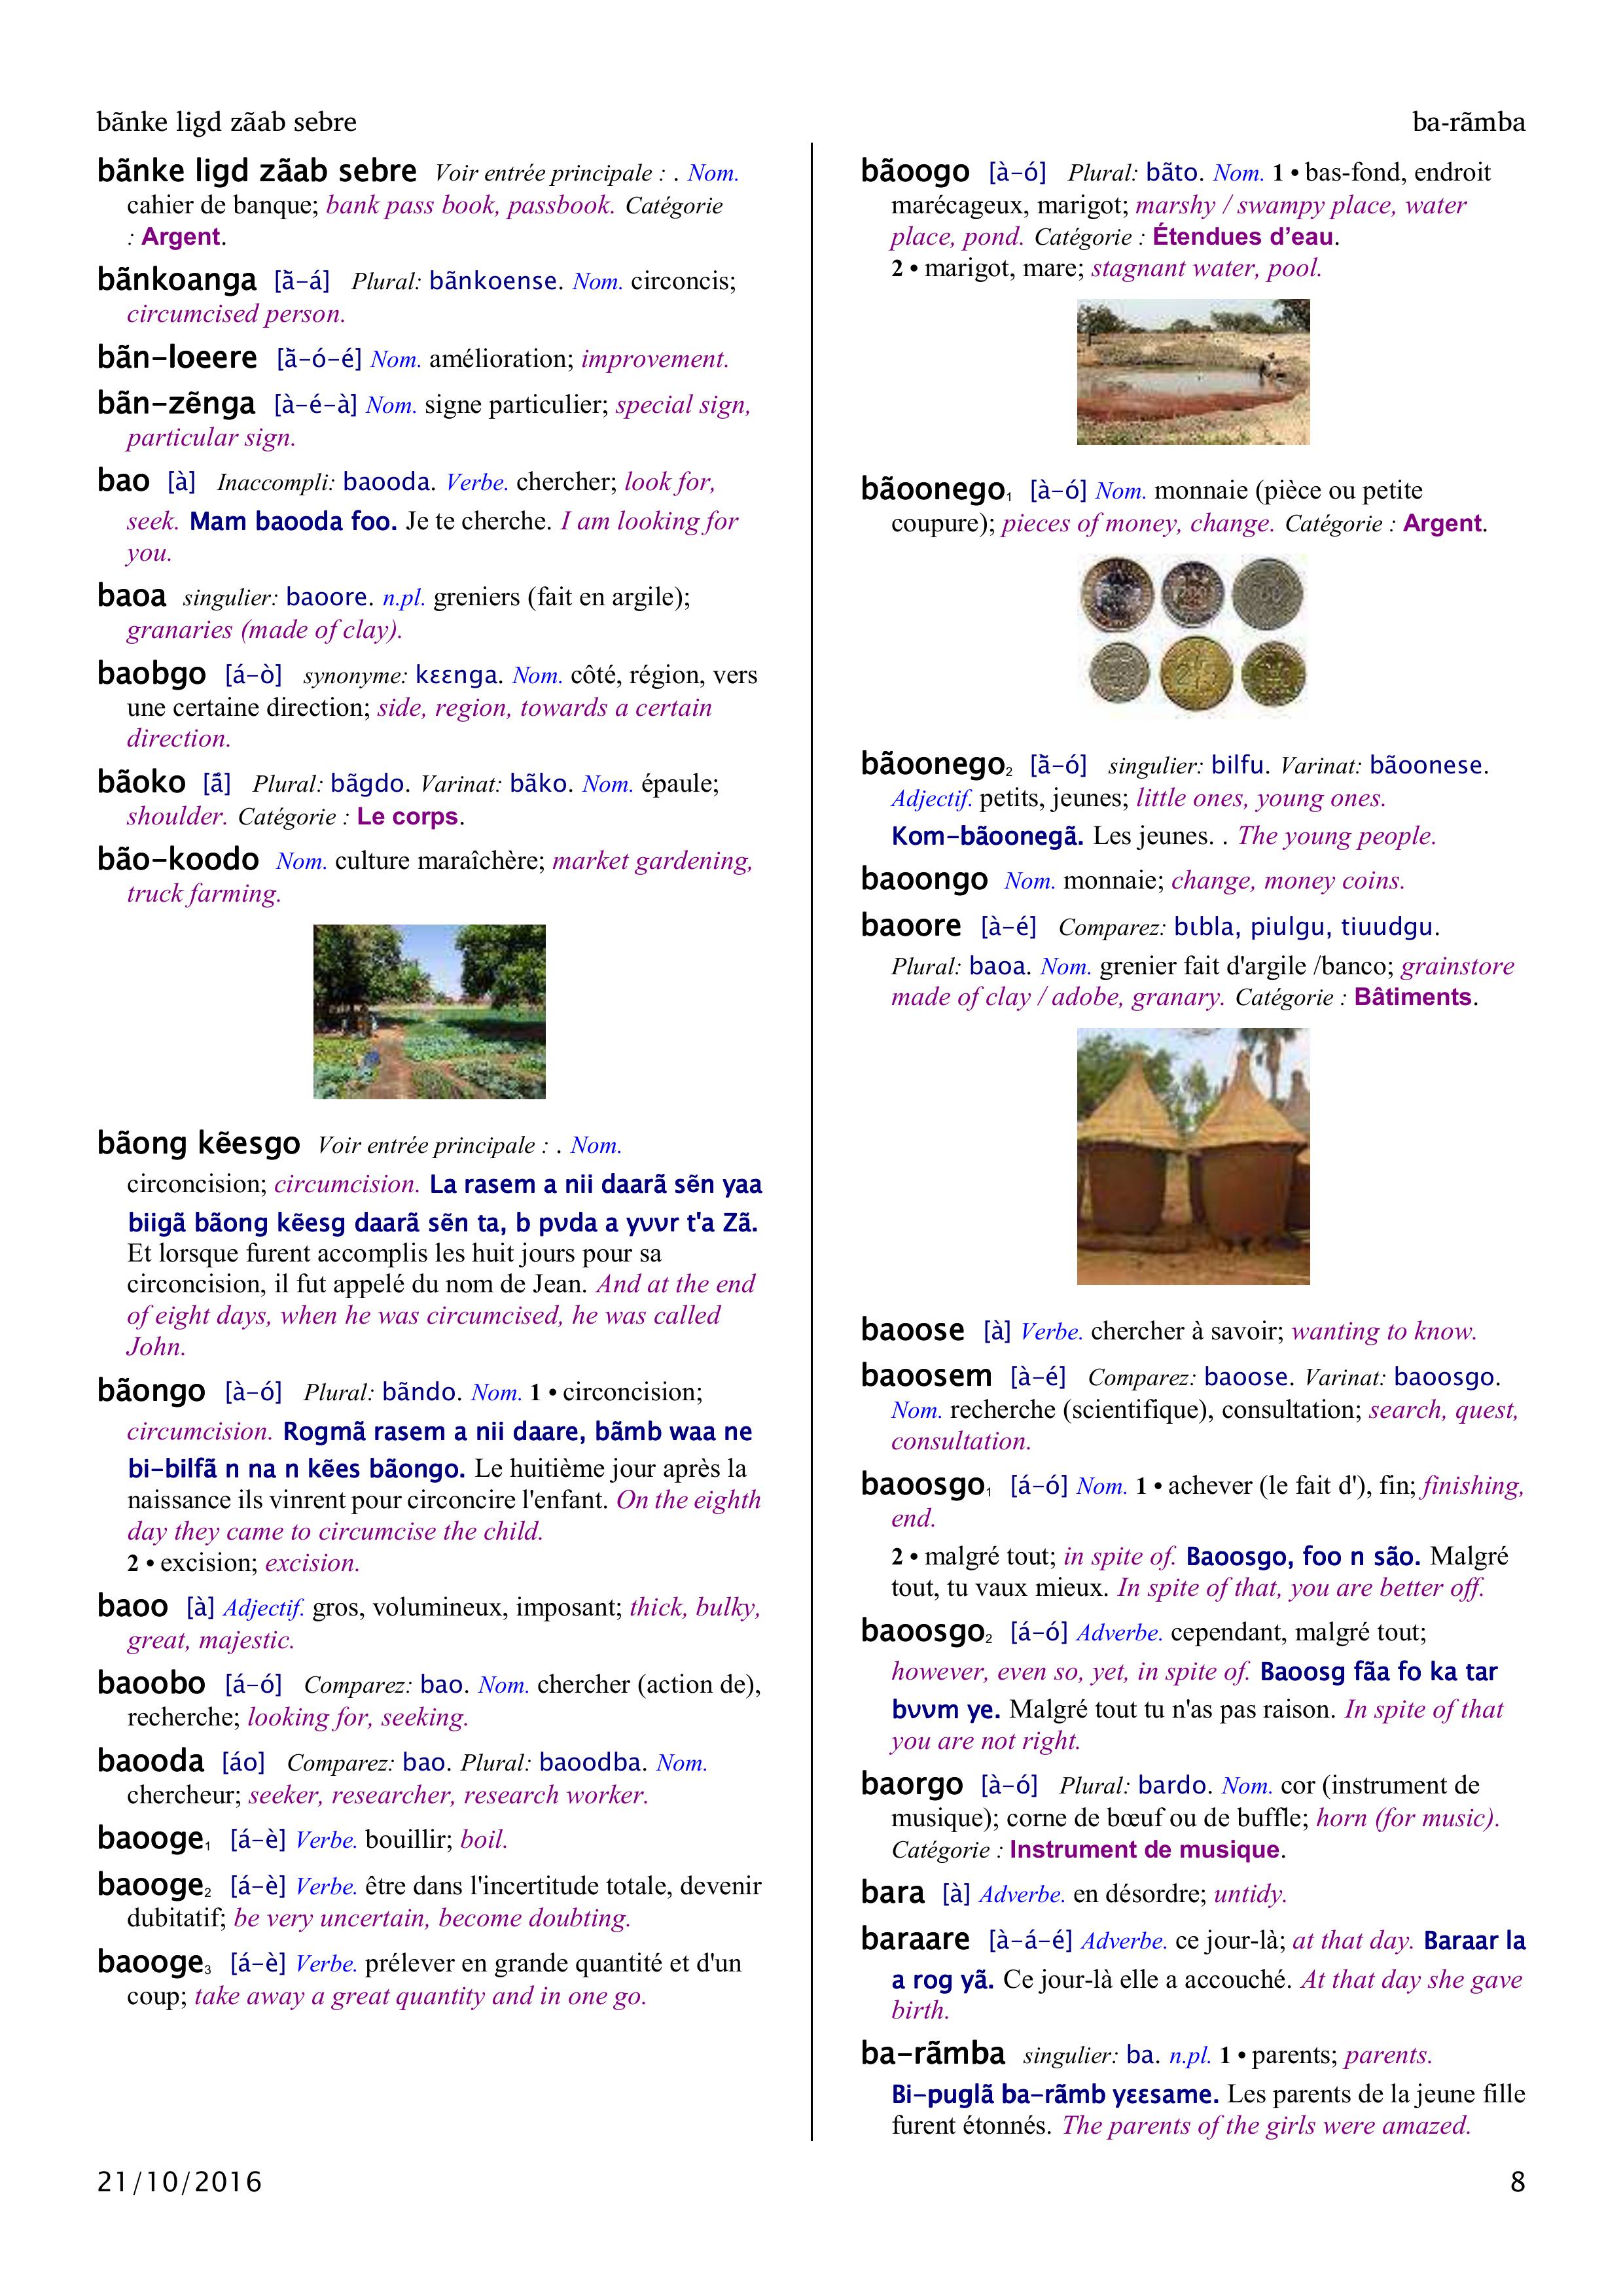 bãnke ligd zãab sebre
ba-rãmba
bãnke ligd zãab sebre Voir entrée principale : . Nom.
cahier de banque; bank pass book, passbook. Catégorie
: Argent.
bãnkoanga [ã̀-á] Plural: bãnkoense. Nom. circoncis;
circumcised person.
bãn-loeere [ã̀-ó-é] Nom. amélioration; improvement.
bãn-zẽnga [à-é-à] Nom. signe particulier; special sign,
particular sign.
bao [à] Inaccompli: baooda. Verbe. chercher; look for,
seek. Mam baooda foo. Je te cherche. I am looking for
you.
baoa singulier: baoore. n.pl. greniers (fait en argile);
granaries (made of clay).
baobgo [á-ò] synonyme: kɛɛnga. Nom. côté, région, vers
une certaine direction; side, region, towards a certain
direction.
bãoko [ã́] Plural: bãgdo. Varinat: bãko. Nom. épaule;
shoulder. Catégorie : Le corps.
bão-koodo Nom. culture maraîchère; market gardening,
truck farming.
bãong kẽesgo Voir entrée principale : . Nom.
circoncision; circumcision. La rasem a nii daarã sẽn yaa
biigã bãong kẽesg daarã sẽn ta, b pʋda a yʋʋr t'a Zã.
Et lorsque furent accomplis les huit jours pour sa
circoncision, il fut appelé du nom de Jean. And at the end
of eight days, when he was circumcised, he was called
John.
bãongo [à-ó] Plural: bãndo. Nom. 1 • circoncision;
circumcision. Rogmã rasem a nii daare, bãmb waa ne
bi-bilfã n na n kẽes bãongo. Le huitième jour après la
naissance ils vinrent pour circoncire l'enfant. On the eighth
day they came to circumcise the child.
2 • excision; excision.
baoo [à] Adjectif. gros, volumineux, imposant; thick, bulky,
great, majestic.
baoobo [á-ó] Comparez: bao. Nom. chercher (action de),
recherche; looking for, seeking.
baooda [áo] Comparez: bao. Plural: baoodba. Nom.
chercheur; seeker, researcher, research worker.
baooge₁ [á-è] Verbe. bouillir; boil.
baooge₂ [á-è] Verbe. être dans l'incertitude totale, devenir
dubitatif; be very uncertain, become doubting.
baooge₃ [á-è] Verbe. prélever en grande quantité et d'un
coup; take away a great quantity and in one go.
bãoogo [à-ó] Plural: bãto. Nom. 1 • bas-fond, endroit
marécageux, marigot; marshy / swampy place, water
place, pond. Catégorie : Étendues d'eau.
2 • marigot, mare; stagnant water, pool.
bãoonego₁ [à-ó] Nom. monnaie (pièce ou petite
coupure); pieces of money, change. Catégorie : Argent.
bãoonego₂ [ã̀-ó] singulier: bilfu. Varinat: bãoonese.
Adjectif. petits, jeunes; little ones, young ones.
Kom-bãoonegã. Les jeunes. . The young people.
baoongo Nom. monnaie; change, money coins.
baoore [à-é] Comparez: bɩbla, piulgu, tiuudgu.
Plural: baoa. Nom. grenier fait d'argile /banco; grainstore
made of clay / adobe, granary. Catégorie : Bâtiments.
baoose [à] Verbe. chercher à savoir; wanting to know.
baoosem [à-é] Comparez: baoose. Varinat: baoosgo.
Nom. recherche (scientifique), consultation; search, quest,
consultation.
baoosgo₁ [á-ó] Nom. 1 • achever (le fait d'), fin; finishing,
end.
2 • malgré tout; in spite of. Baoosgo, foo n são. Malgré
tout, tu vaux mieux. In spite of that, you are better off.
baoosgo₂ [á-ó] Adverbe. cependant, malgré tout;
however, even so, yet, in spite of. Baoosg fãa fo ka tar
bʋʋm ye. Malgré tout tu n'as pas raison. In spite of that
you are not right.
baorgo [à-ó] Plural: bardo. Nom. cor (instrument de
musique); corne de bœuf ou de buffle; horn (for music).
Catégorie : Instrument de musique.
bara [à] Adverbe. en désordre; untidy.
baraare [à-á-é] Adverbe. ce jour-là; at that day. Baraar la
a rog yã. Ce jour-là elle a accouché. At that day she gave
birth.
ba-rãmba singulier: ba. n.pl. 1 • parents; parents.
Bi-puglã ba-rãmb yɛɛsame. Les parents de la jeune fille
furent étonnés. The parents of the girls were amazed.
21/10/2016
8